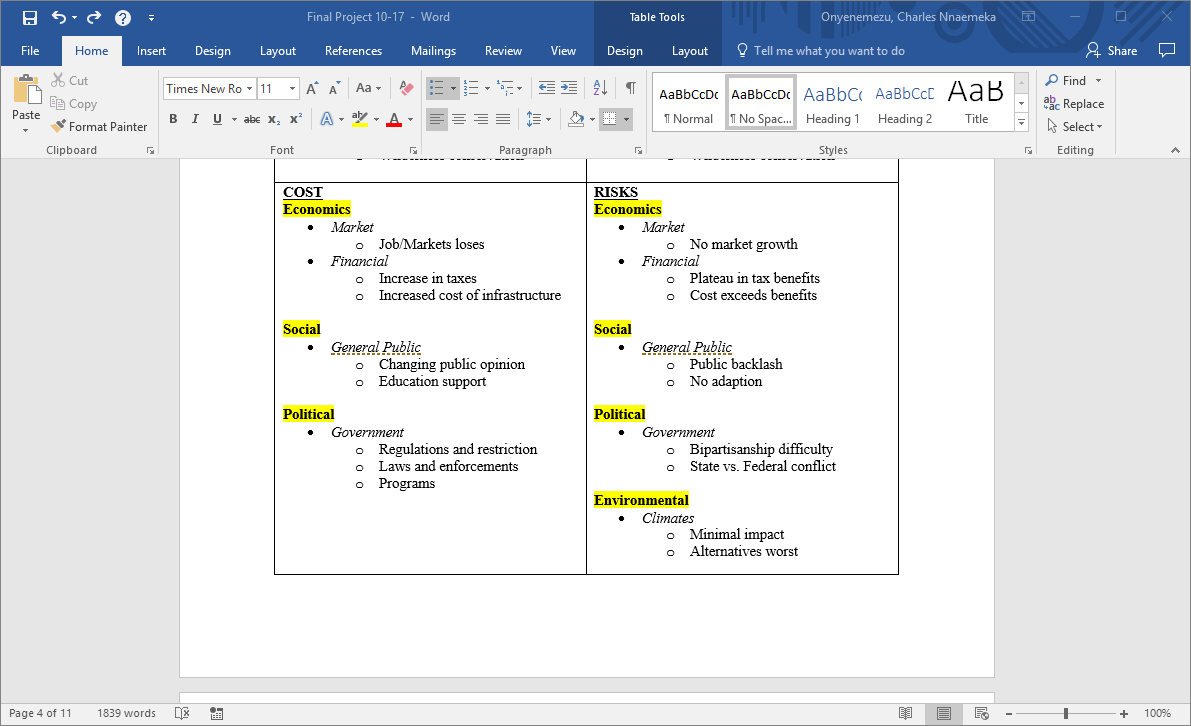 Final Project 10-17 - Word
Table Tools
Onyenemezu, Charles Nnaemeka
File
Home
Insert
Design
Layout
References
Mailings
Review
View
Design
Layout
Tell me what you want to do
Share
Paste
Cut
Copy
Format Painter
Clipboard
Times New Ro
11
Aa
B I U abc x₂ x²
Font
Paragraph
AaBbCcDc
¶ Normal
AaBbCcDc
¶ No Spac...
AaBbCc
Heading 1
AaBbCcD
Heading 2
AaB
Title
Styles
Find
Replace
Select
Editing
COST
Economics
• Market
o Job/Markets loses
• Financial
o Increase in taxes
o Increased cost of infrastructure
Social
• General Public
o Changing public opinion
o Education support
Political
• Government
o Regulations and restriction
o Laws and enforcements
o Programs
RISKS
Economics
• Market
o No market growth
• Financial
o Plateau in tax benefits
o Cost exceeds benefits
Social
• General Public
o Public backlash
o No adaption
Political
• Government
o Bipartisanship difficulty
o State vs. Federal conflict
Environmental
• Climates
o Minimal impact
o Alternatives worst
Page 4 of 11
1839 words
100%